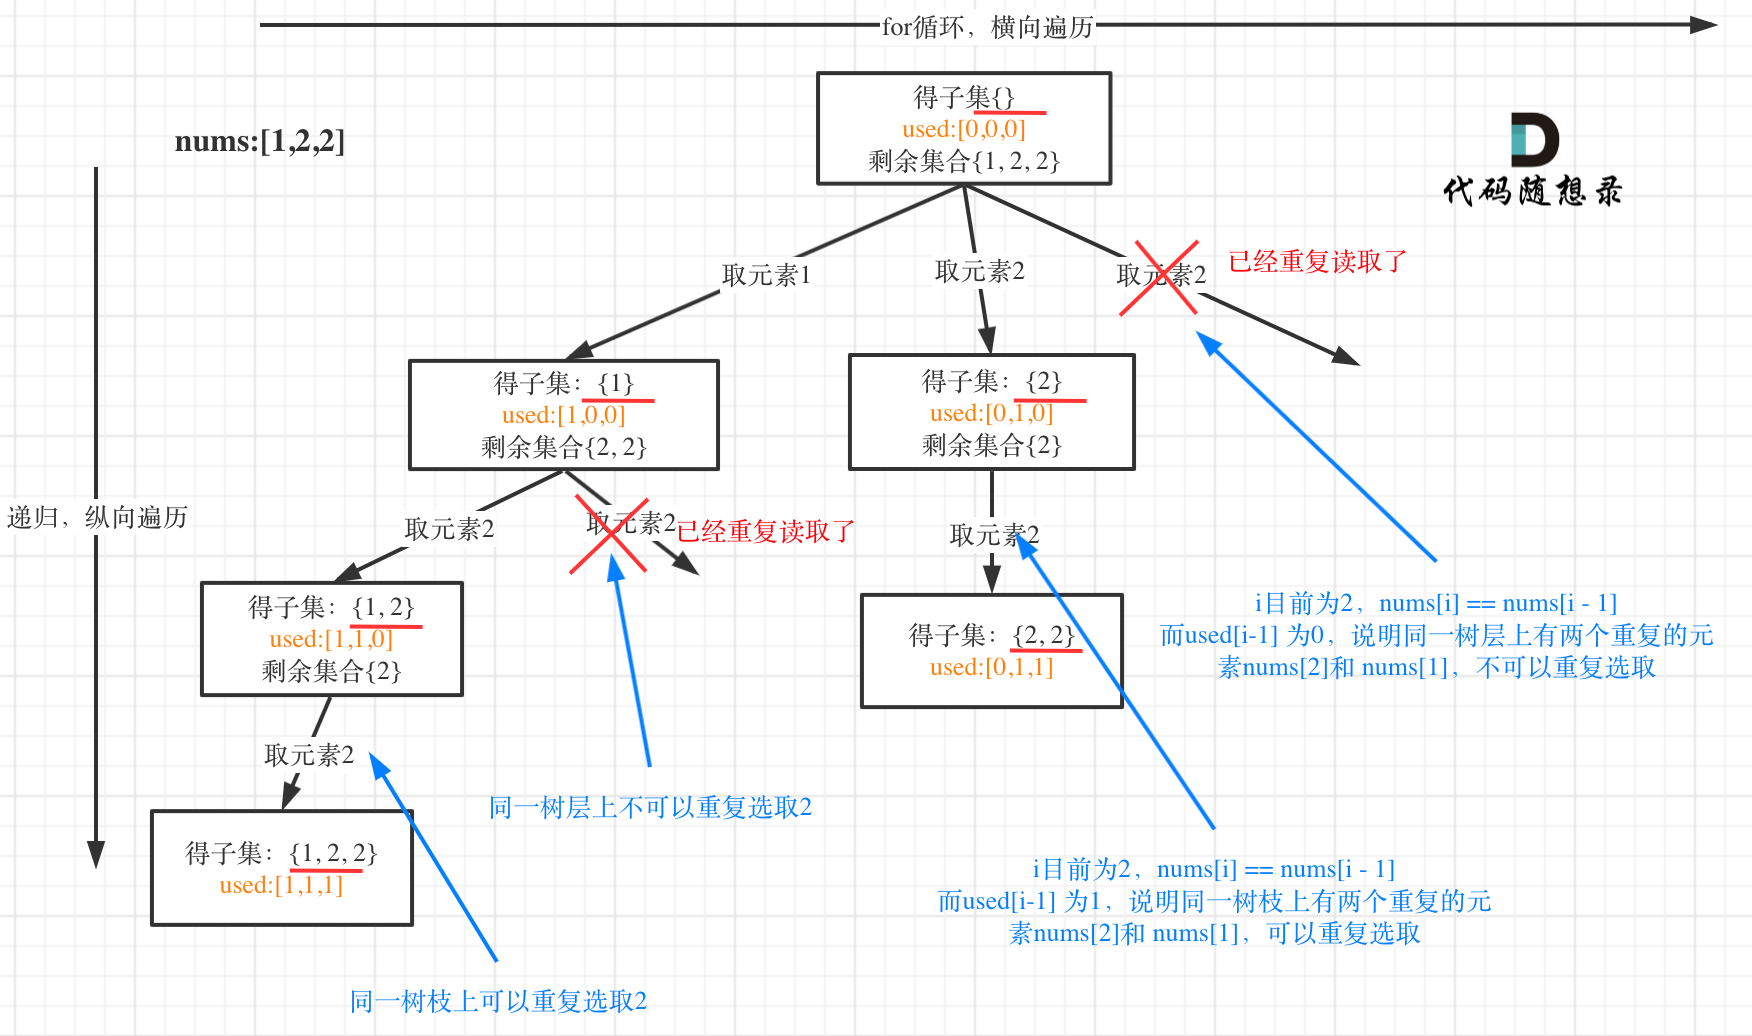 for循环，横向遍历
nums:[1,2,2]
得子集{}
used:[0,0,0]
剩余集合{1, 2, 2}
代码随想录
取元素1
取元素2
取元素2
已经重复读取了
得子集：{1}
used:[1,0,0]
剩余集合{2, 2}
得子集：{2}
used:[0,1,0]
剩余集合{2}
递归，纵向遍历
取元素2
取元素2
已经重复读取了
取元素2
得子集：{1, 2}
used:[1,1,0]
剩余集合{2}
得子集：{2, 2}
used:[0,1,1]
i目前为2，nums[i] == nums[i - 1]
而used[i-1] 为0，说明同一树层上有两个重复的元
素nums[2]和 nums[1]，不可以重复选取
取元素2
同一树层上不可以重复选取2
得子集：{1, 2, 2}
used:[1,1,1]
i目前为2，nums[i] == nums[i - 1]
而used[i-1] 为1，说明同一树枝上有两个重复的元
素nums[2]和 nums[1]，可以重复选取
同一树枝上可以重复选取2